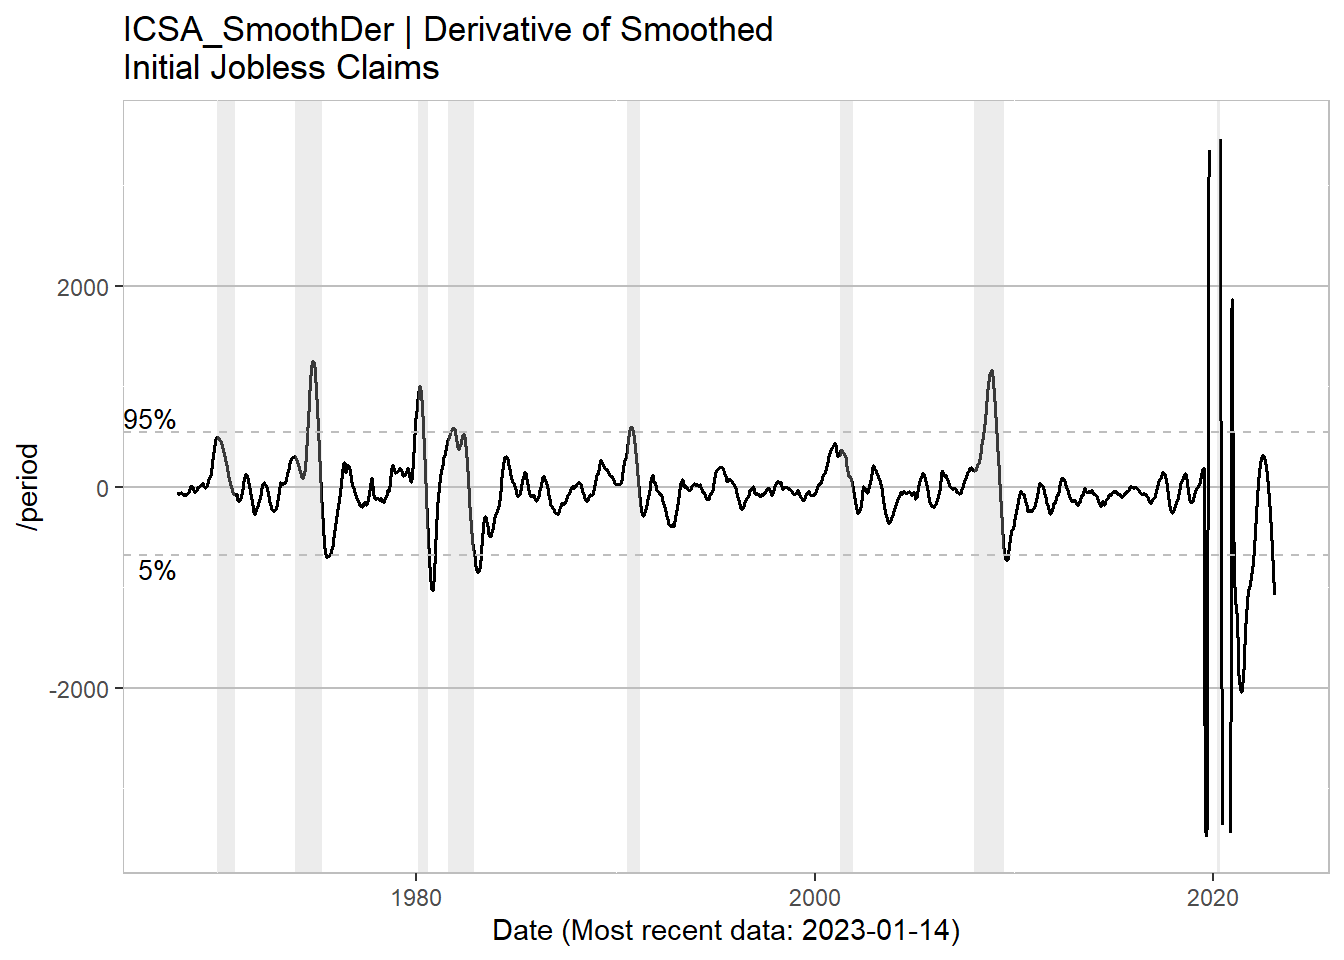 ICSA_SmoothDer | Derivative of Smoothed
Initial Jobless Claims
2000
95%
0
5%
-2000
/period
1980
2000
2020
Date (Most recent data: 2023-01-14)